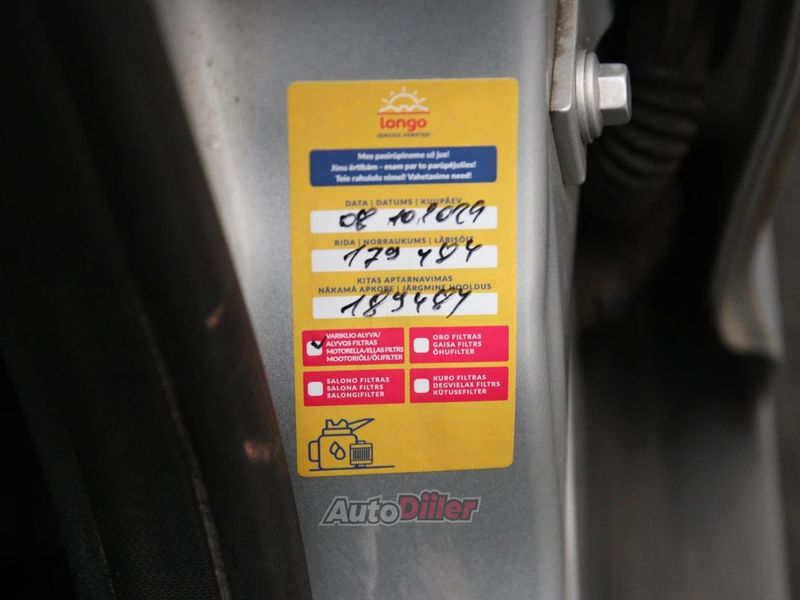 longo
SERVICE VERIFIED
Mes pasirūpinome už jus!
Jūsu ērtībām - esam par to parūpējušies!
Teie rahulolu nimel! Vahetasime need!
DATA | DATUMS | KUUPÄEV
08 10.2024
RIDA | NOBRAUKUMS | LÄBISÕIT
179 484
KITAS APTARNAVIMAS
NÄKAMĀ APKOPE | JÄRGMINE HOOLDUS
189484
VARIKLIO ALYVA/
ALYVOS FILTRAS
MOTOREĻĻA/EĻĻAS FILTRS
MOOTORIÕLI/ÕLIFILTER
ORO FILTRAS
GAISA FILTRS
ÕHUFILTER
SALONO FILTRAS
SALONA FILTRS
SALONGIFILTER
KURO FILTRAS
DEGVIELAS FILTRS
KÜTUSEFILTER
AutoDiiler